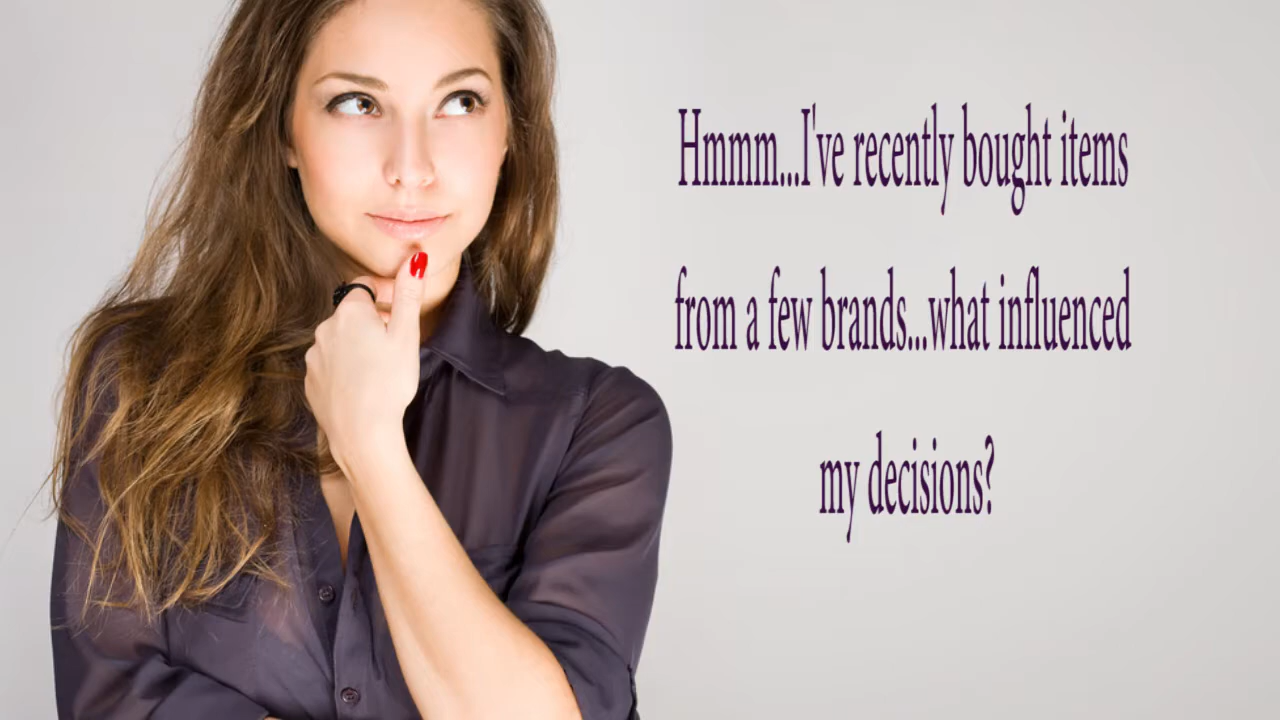 Hmmm...I've recently bought items
from a few brands...what influenced
my decisions?